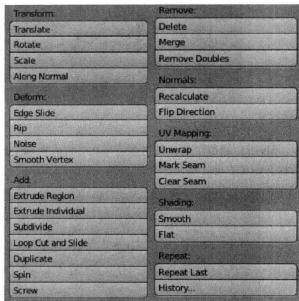 Transform:
Translate
Rotate
Scale
Along Normal
Deform:
Edge Slide
Rip
Noise
Smooth Vertex
Add:
Extrude Region
Extrude Individual
Subdivide
Loop Cut and Slide
Duplicate
Spin
Screw
Remove:
Delete
Merge
Remove Doubles
Normals:
Recalculate
Flip Direction
UV Mapping:
Unwrap
Mark Seam
Clear Seam
Shading:
Smooth
Flat
Repeat:
Repeat Last
History...